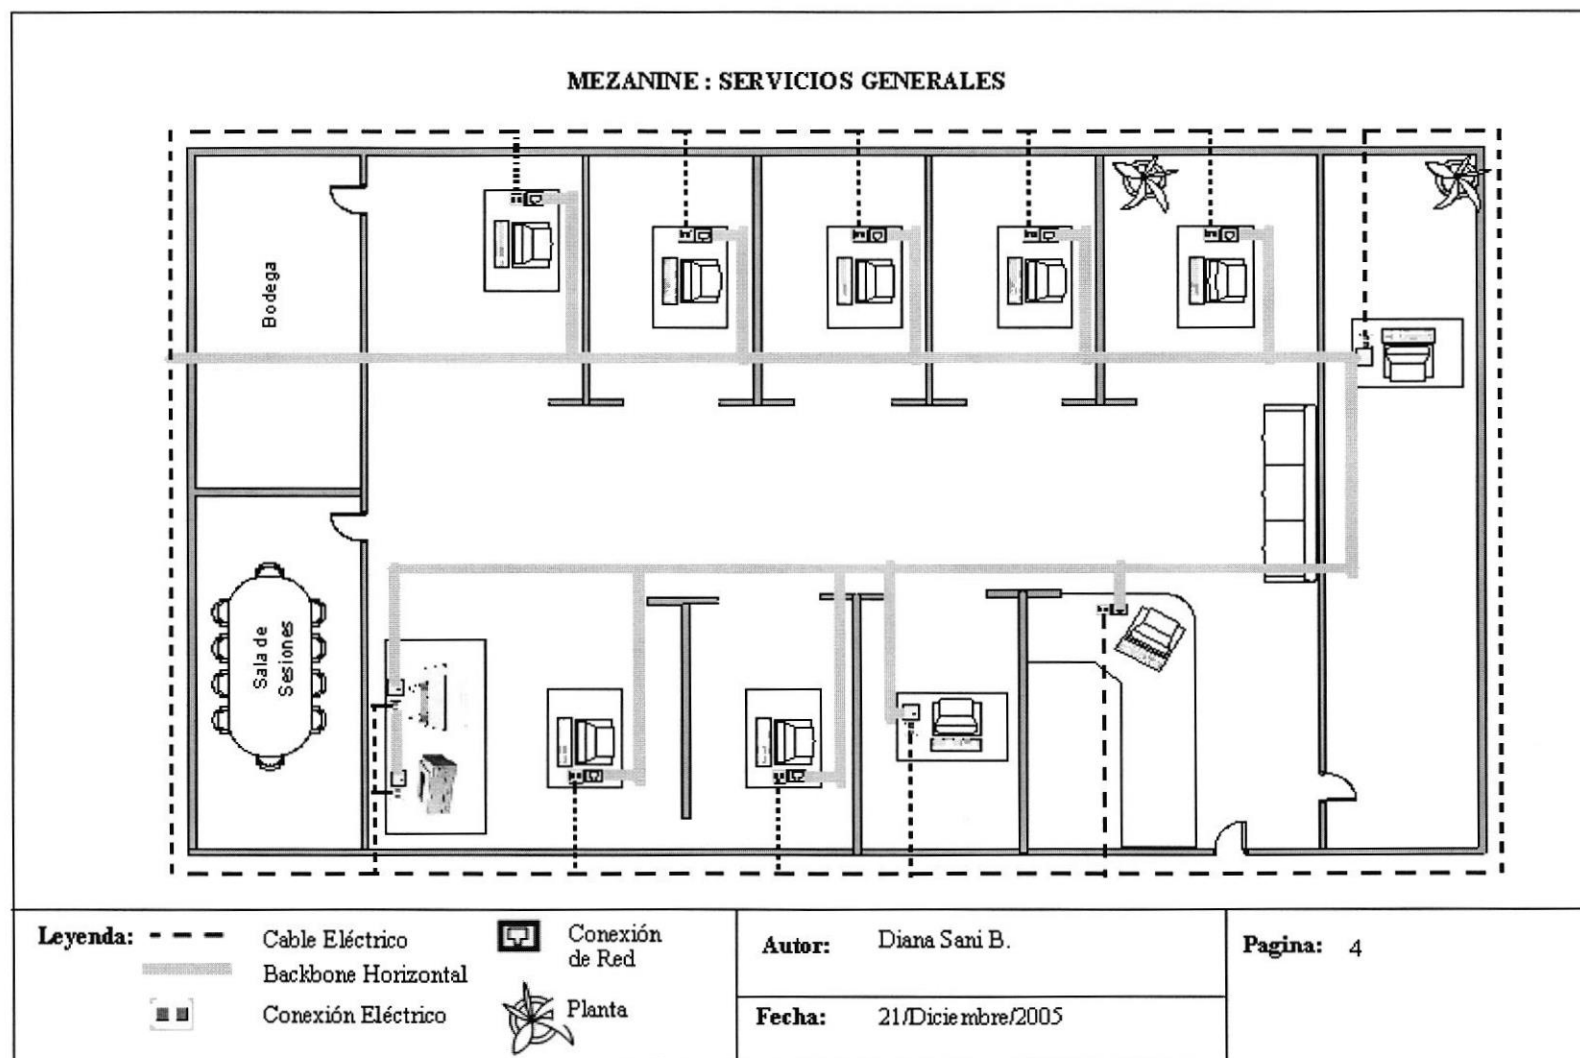 MEZANINE : SERVICIOS GENERALES
Bodega
Sala de
Sesiones
Leyenda:
Cable Eléctrico
Backbone Horizontal
Conexión Eléctrico
Conexión
de Red
Planta
Autor: Diana Sani B.
Fecha: 21/Diciembre/2005
Pagina: 4